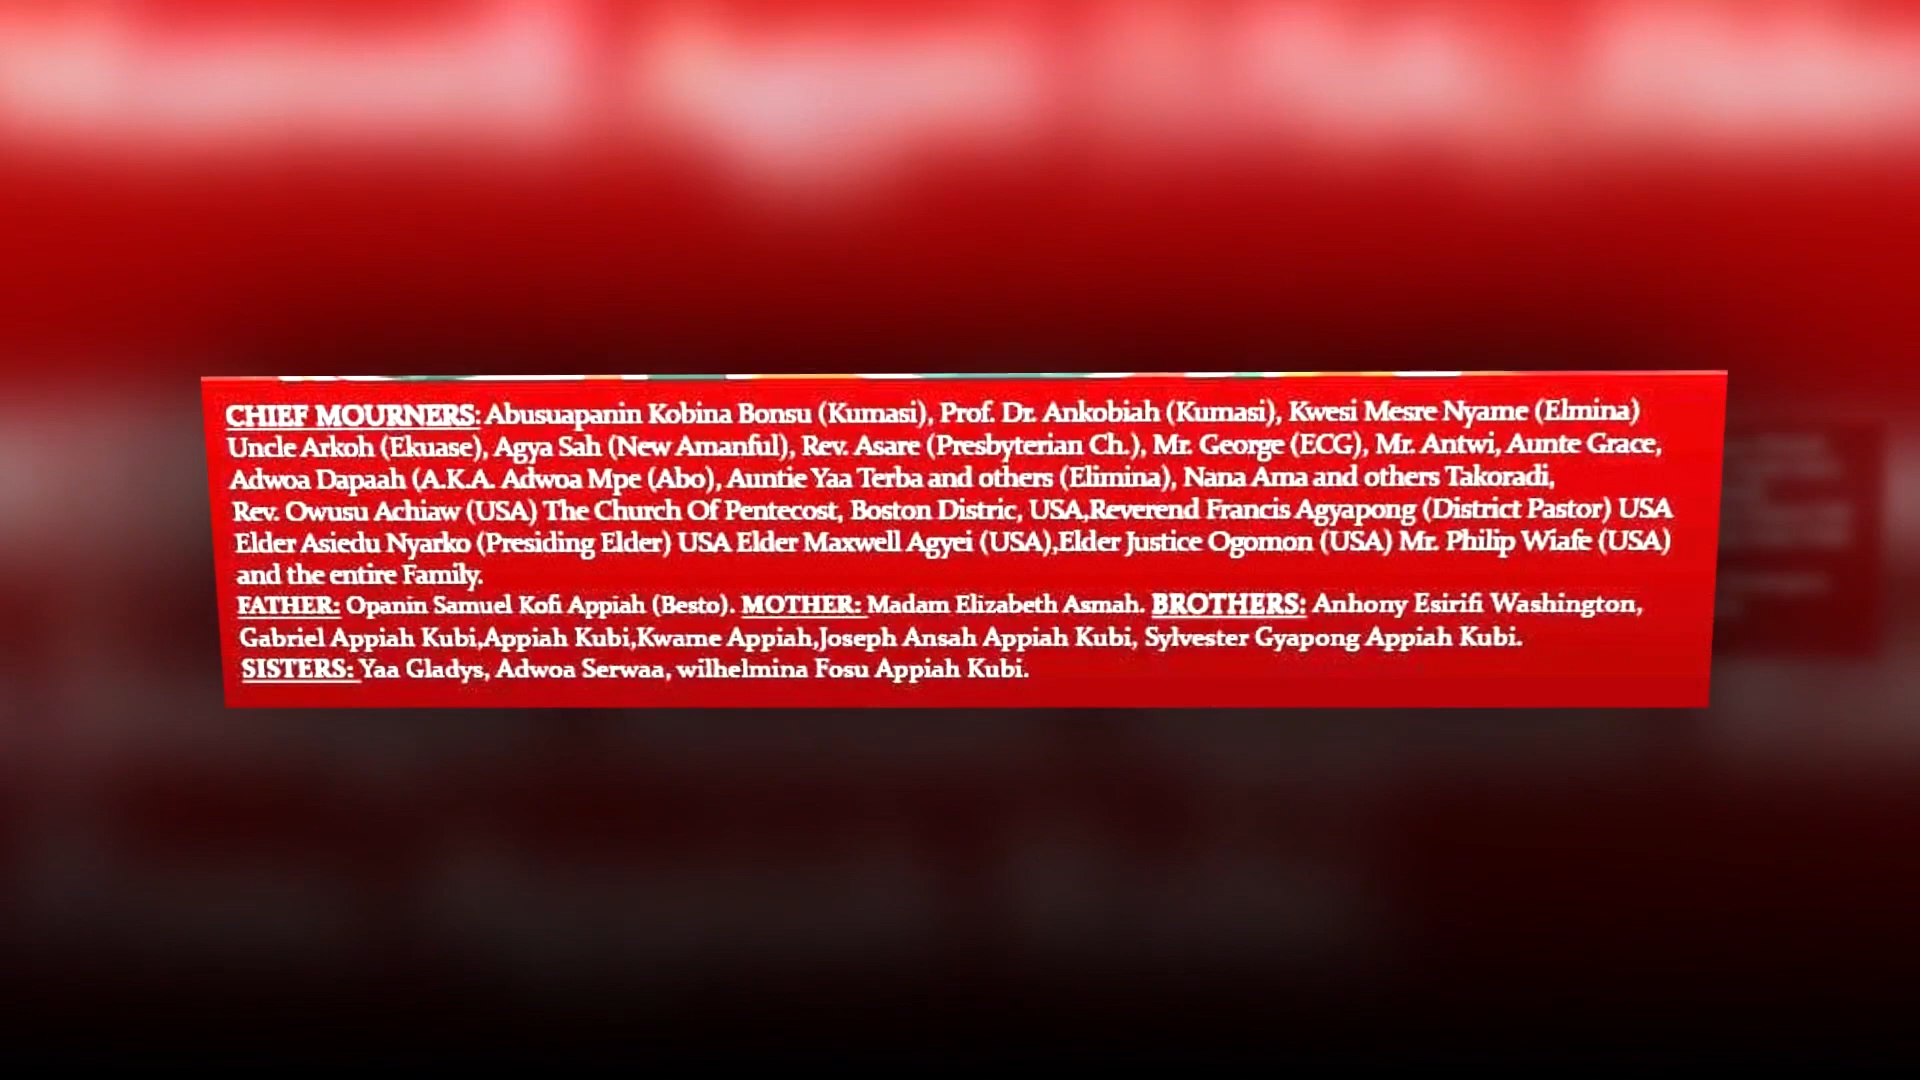 CHIEF MOURNERS: Abusuapanin Kobina Bonsu (Kumasi), Prof. Dr. Ankobiah (Kumasi), Kwesi Mesre Nyame (Elmina)
Uncle Arkoh (Ekuase), Agya Sah (New Amanful), Rev. Asare (Presbyterian Ch.), Mr. George (ECG), Mr. Antwi, Aunte Grace,
Adwoa Dapaah (A.K.A. Adwoa Mpe (Abo), Auntie Yaa Terba and others (Elimina), Nana Ama and others Takoradi,
Rev. Owusu Achiaw (USA) The Church Of Pentecost, Boston Distric, USA,Reverend Francis Agyapong (District Pastor) USA
Elder Asiedu Nyarko (Presiding Elder) USA Elder Maxwell Agyei (USA),Elder Justice Ogomon (USA) Mr. Philip Wiafe (USA)
and the entire Family.
FATHER: Opanin Samuel Kofi Appiah (Besto). MOTHER: Madam Elizabeth Asmah. BROTHERS: Anhony Esirifi Washington,
Gabriel Appiah Kubi,Appiah Kubi,Kwame Appiah,Joseph Ansah Appiah Kubi, Sylvester Gyapong Appiah Kubi.
SISTERS: Yaa Gladys, Adwoa Serwaa, wilhelmina Fosu Appiah Kubi.